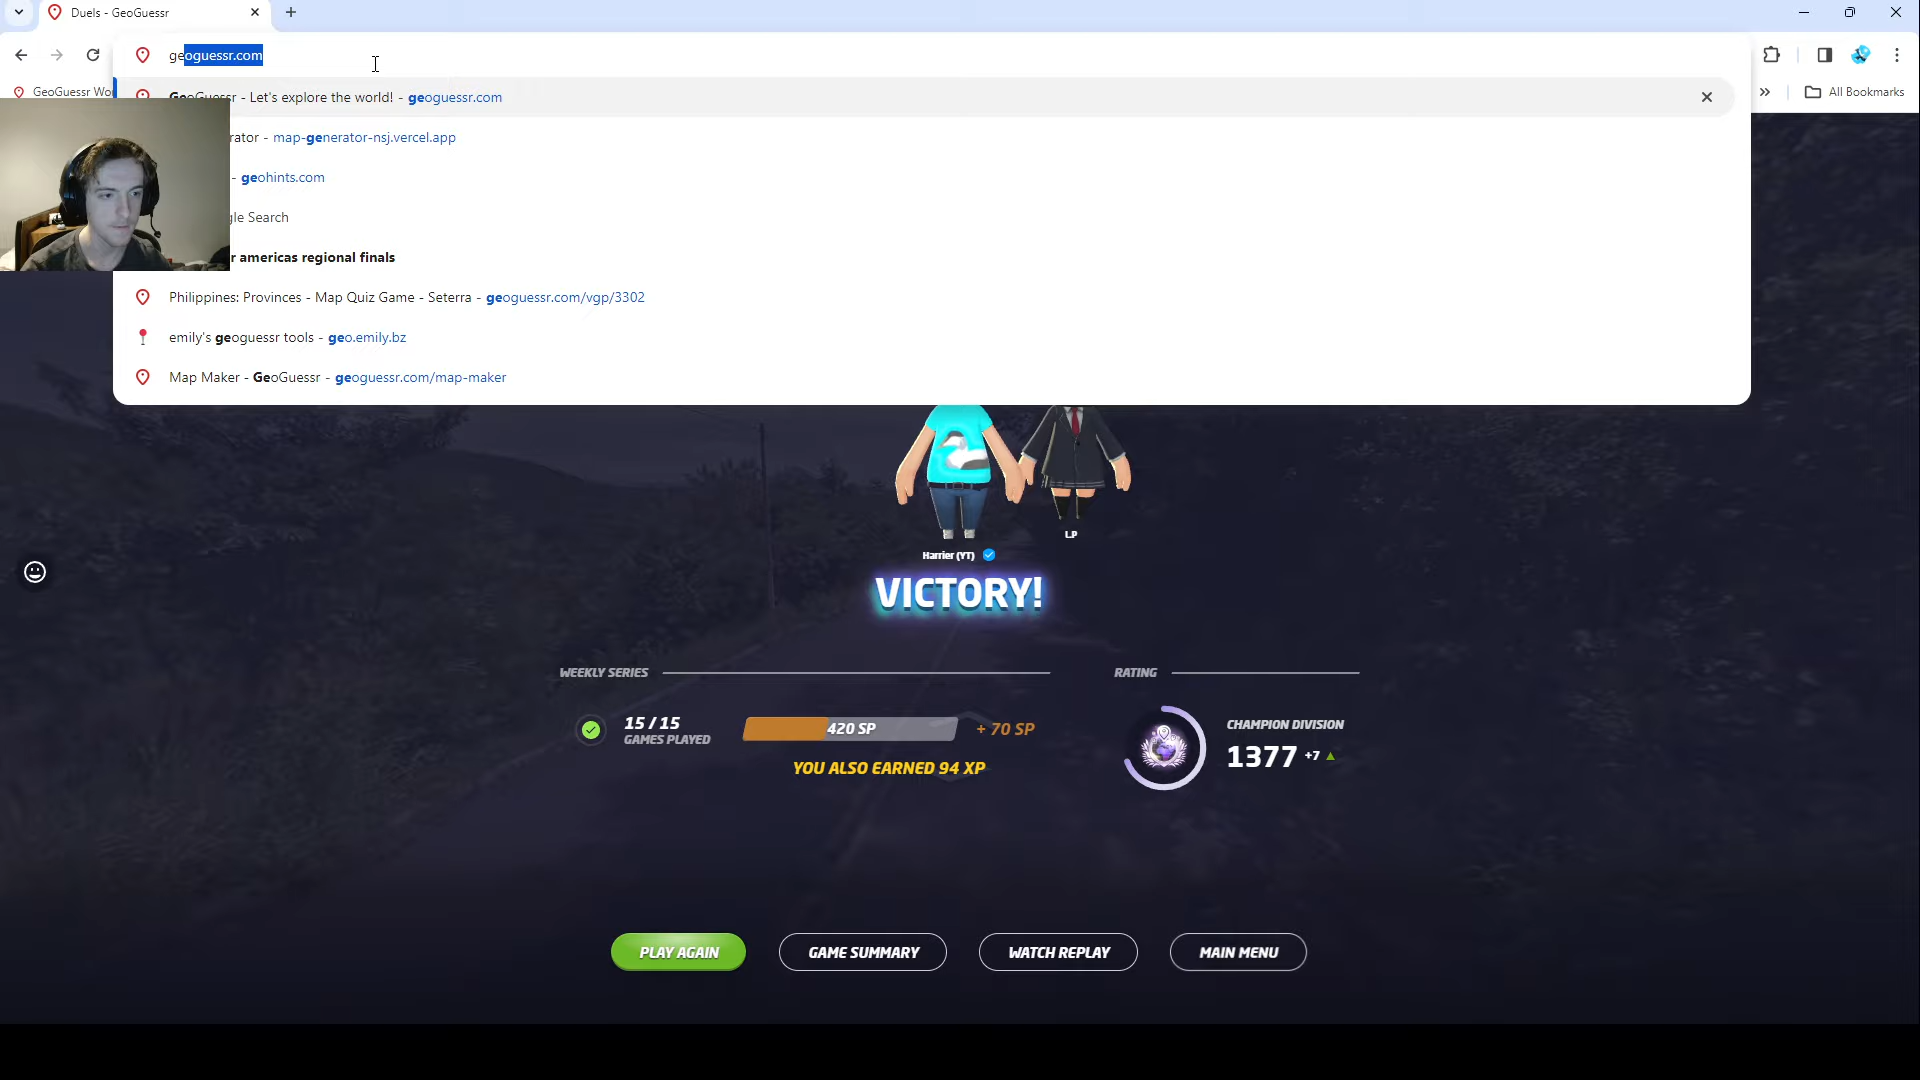 Duels - GeoGuessr
geoguessr.com
GeoGuessr Wo
GeoGuessr - Let's explore the world! - geoguessr.com
All Bookmarks
rator - map-generator-nsj.vercel.app
- geohints.com
gle Search
r americas regional finals
Philippines: Provinces - Map Quiz Game - Seterra - geoguessr.com/vgp/3302
emily's geoguessr tools - geo.emily.bz
Map Maker - GeoGuessr - geoguessr.com/map-maker
LP
Harrier (YT)
VICTORY!
WEEKLY SERIES
RATING
15 / 15
GAMES PLAYED
420 SP
+ 70 SP
YOU ALSO EARNED 94 XP
CHAMPION DIVISION
1377 +7
PLAY AGAIN
GAME SUMMARY
WATCH REPLAY
MAIN MENU